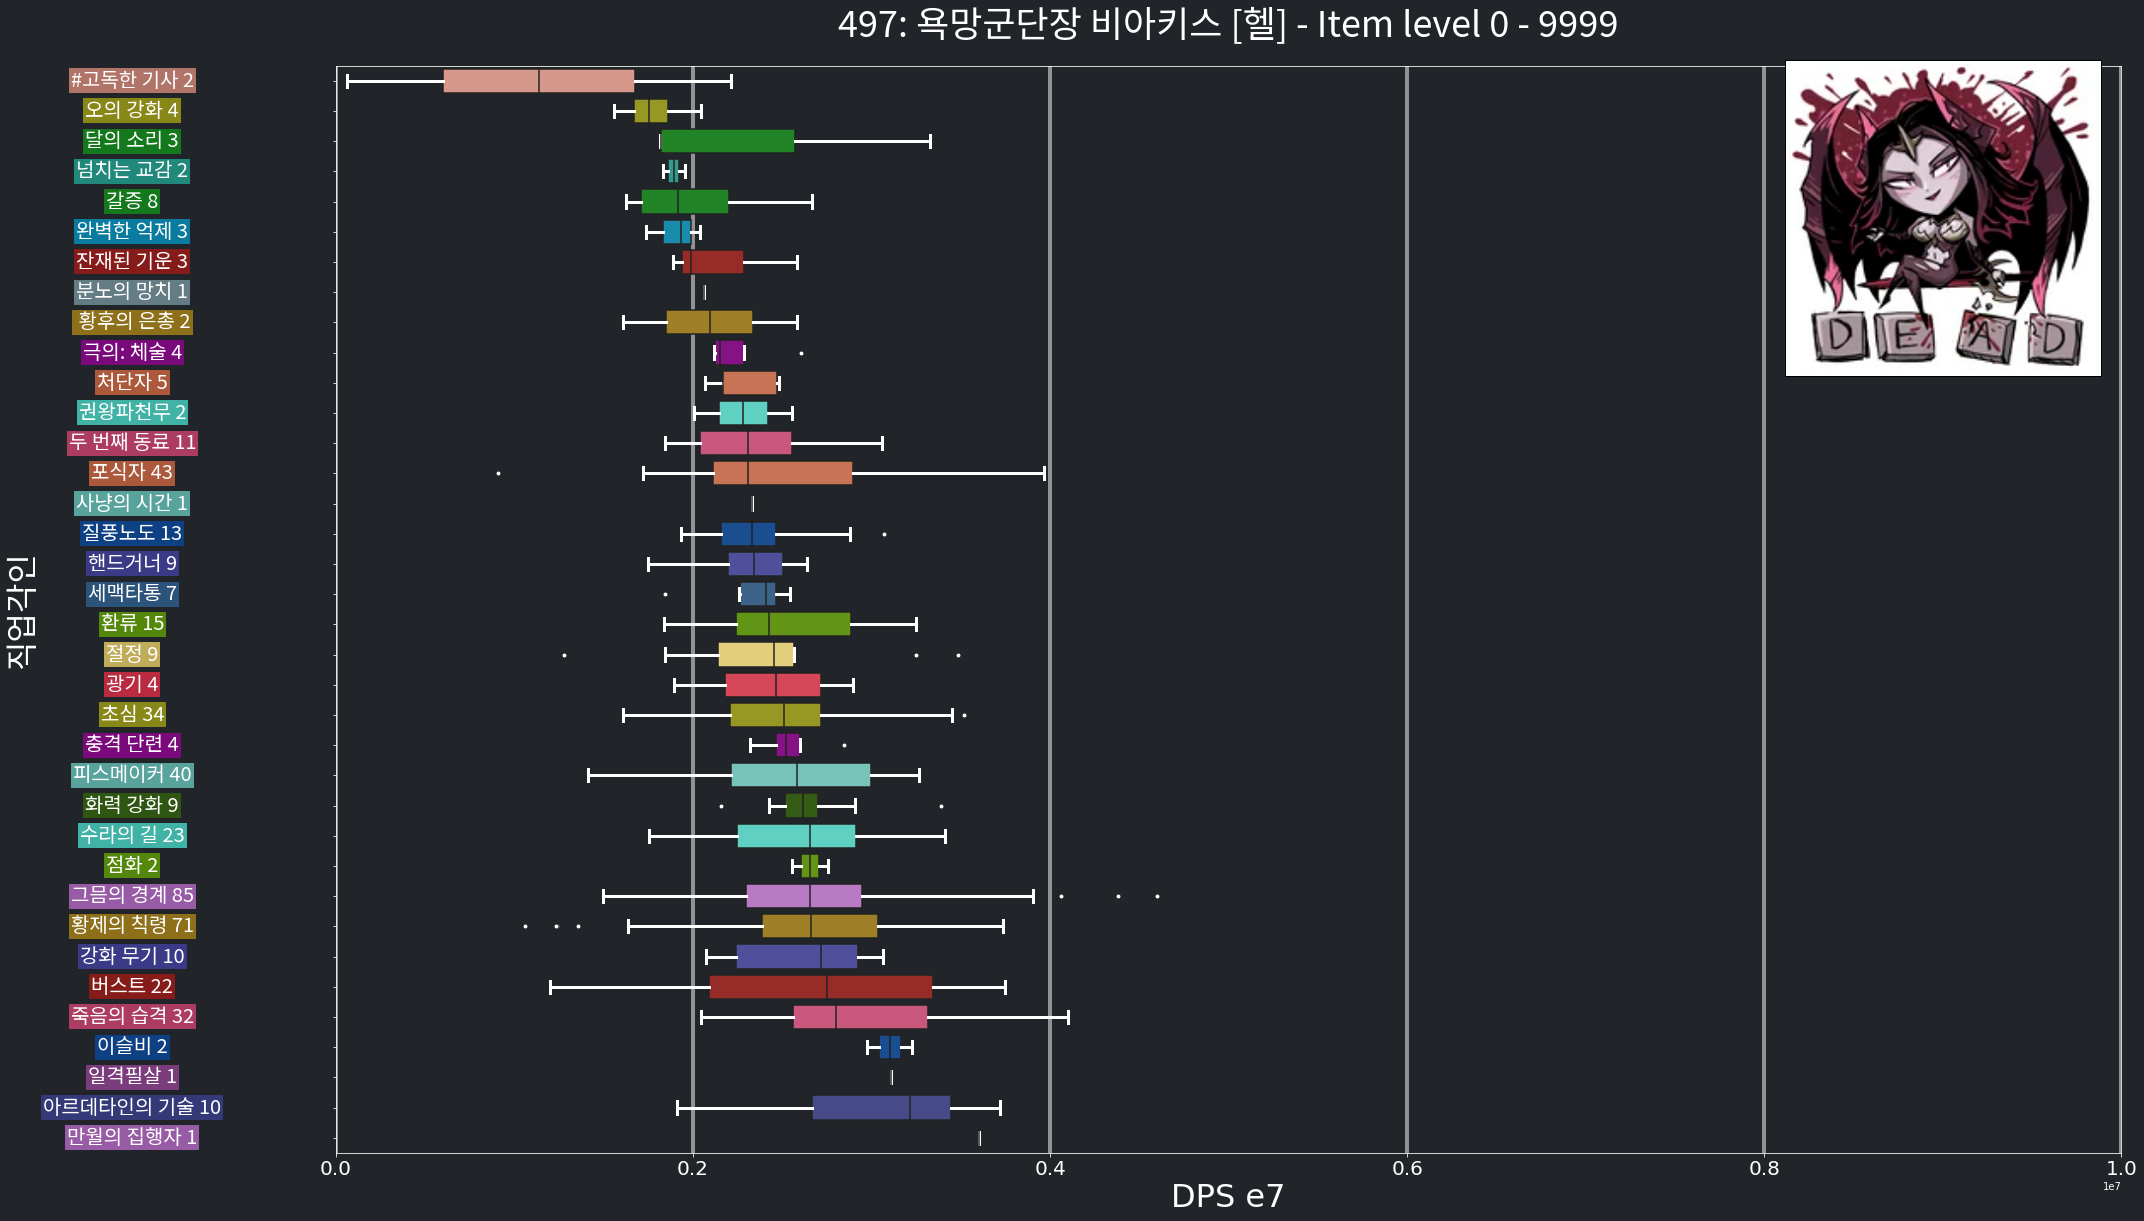 497: 욕망군단장 비아키스 [헬] - Item level 0 - 9999
#고독한 기사 2
오의 강화 4
달의 소리 3
넘치는 교감 2
갈증 8
완벽한 억제 3
잔재된 기운 3
분노의 망치 1
황후의 은총 2
극의: 체술 4
처단자 5
권왕파천무 2
두 번째 동료 11
포식자 43
사냥의 시간 1
질풍노도 13
핸드거너 9
세맥타통 7
환류 15
절정 9
광기 4
초심 34
충격 단련 4
피스메이커 40
화력 강화 9
수라의 길 23
점화 2
그믐의 경계 85
황제의 칙령 71
강화 무기 10
버스트 22
죽음의 습격 32
이슬비 2
일격필살 1
아르데타인의 기술 10
만월의 집행자 1
직업각인
0.0 0.2 0.4 0.6 0.8 1.0
1e7
DPS e7
DEAD